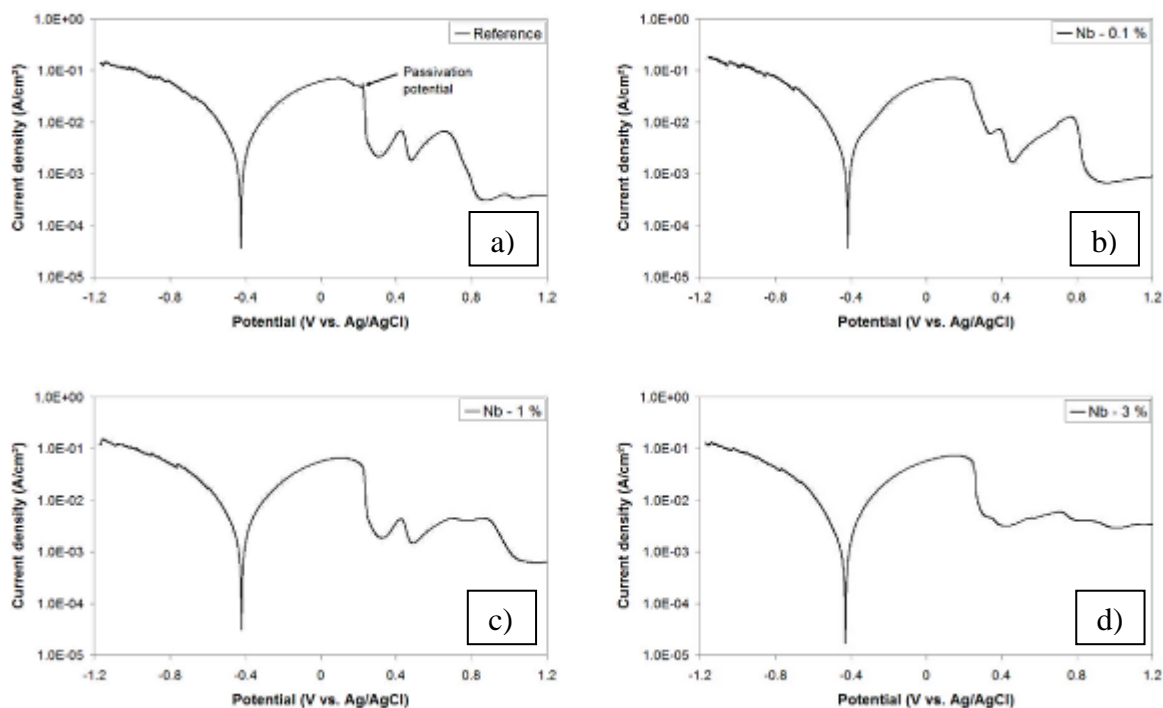 Reference
Passivation
potential
1.0E+00
1.0E-01
1.0E-02
1.0E-03
1.0E-04
1.0E-05
Current density (A/cm²)
a)
-1.2 -0.8 -0.4 0 0.4 0.8 1.2
Potential (V vs. Ag/AgCl)
Nb - 0.1 %
1.0E+00
1.0E-01
1.0E-02
1.0E-03
1.0E-04
1.0E-05
Current density (A/cm²)
b)
-1.2 -0.8 -0.4 0 0.4 0.8 1.2
Potential (V vs. Ag/AgCl)
Nb - 1 %
1.0E+00
1.0E-01
1.0E-02
1.0E-03
1.0E-04
1.0E-05
Current density (A/cm²)
c)
-1.2 -0.8 -0.4 0 0.4 0.8 1.2
Potential (V vs. Ag/AgCl)
Nb - 3 %
1.0E+00
1.0E-01
1.0E-02
1.0E-03
1.0E-04
1.0E-05
Current density (A/cm²)
d)
-1.2 -0.8 -0.4 0 0.4 0.8 1.2
Potential (V vs. Ag/AgCl)